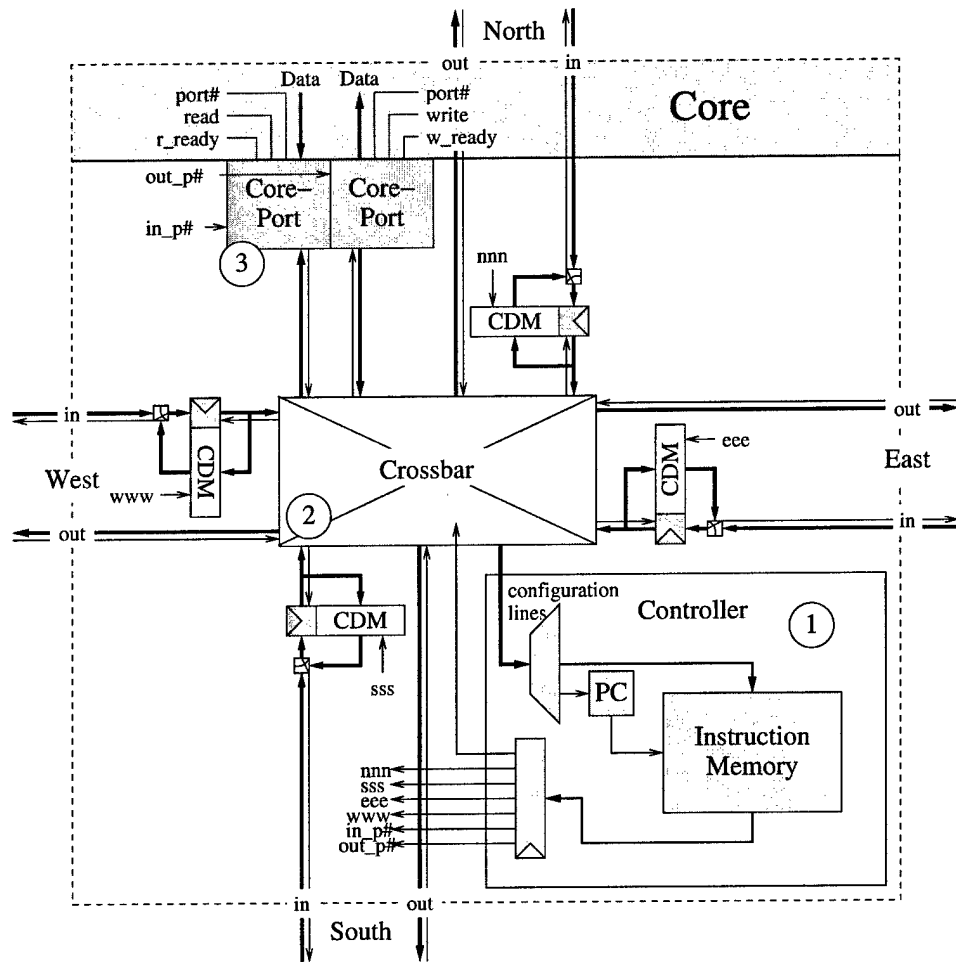 North
out
in
Data
Data
port#
read
r_ready
port#
write
w_ready
Core
out_p#
in_p#
Core–
Port
Core–
Port
3
nnn
CDM
in
West
out
www
CDM
Crossbar
2
out
East
in
eee
CDM
CDM
sss
configuration
lines
Controller
1
PC
Instruction
Memory
nnn
sss
eee
www
in_p#
out_p#
in
out
South